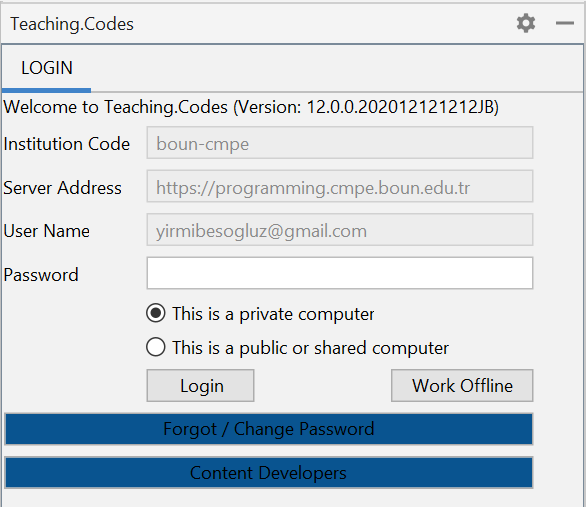 Teaching.Codes
LOGIN
Welcome to Teaching.Codes (Version: 12.0.0.202012121212JB)
Institution Code boun-cmpe
Server Address https://programming.cmpe.boun.edu.tr
User Name yirmibesogluz@gmail.com
Password
This is a private computer
This is a public or shared computer
Login Work Offline
Forgot / Change Password
Content Developers